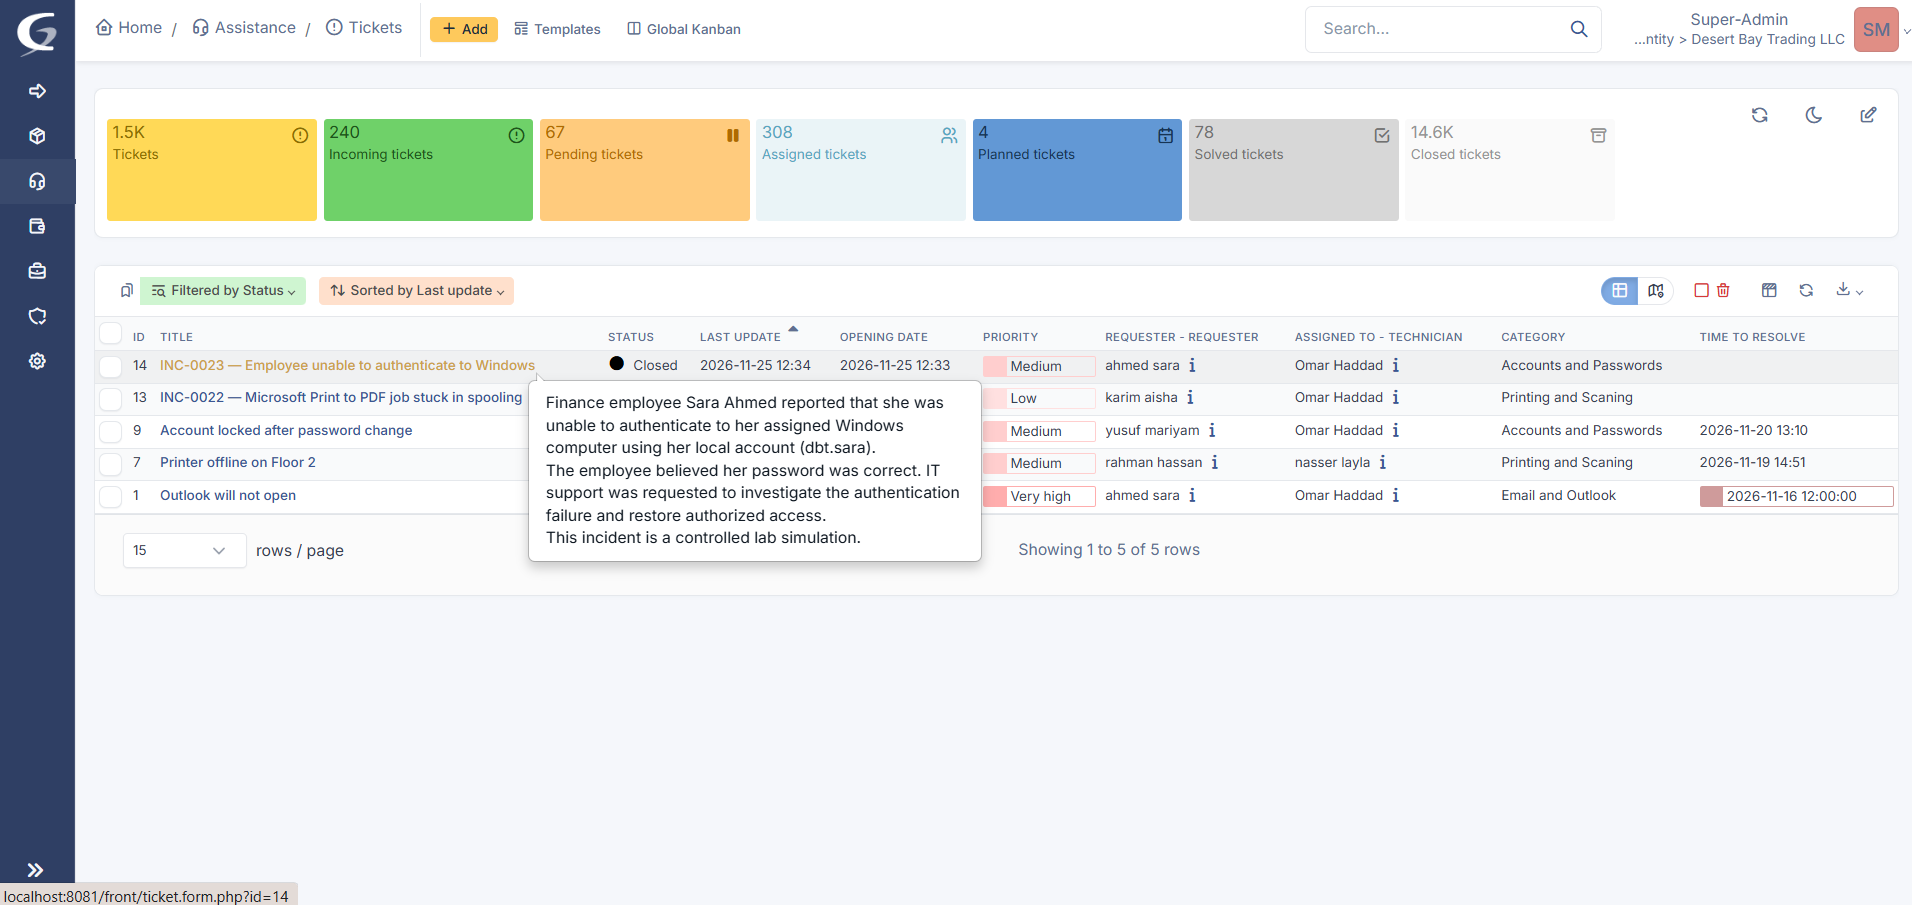 Home / Assistance / Tickets
Add
Templates
Global Kanban
Search...
Super-Admin
...ntity > Desert Bay Trading LLC
SM
1.5K
Tickets
240
Incoming tickets
67
Pending tickets
308
Assigned tickets
4
Planned tickets
78
Solved tickets
14.6K
Closed tickets
Filtered by Status
Sorted by Last update
ID TITLE STATUS LAST UPDATE OPENING DATE PRIORITY REQUESTER - REQUESTER ASSIGNED TO - TECHNICIAN CATEGORY TIME TO RESOLVE
14 INC-0023 — Employee unable to authenticate to Windows Closed 2026-11-25 12:34 2026-11-25 12:33 Medium ahmed sara Omar Haddad Accounts and Passwords
13 INC-0022 — Microsoft Print to PDF job stuck in spooling Low karim aisha Omar Haddad Printing and Scaning
9 Account locked after password change Medium yusuf mariyam Omar Haddad Accounts and Passwords 2026-11-20 13:10
7 Printer offline on Floor 2 Medium rahman hassan nasser layla Printing and Scaning 2026-11-19 14:51
1 Outlook will not open Very high ahmed sara Omar Haddad Email and Outlook 2026-11-16 12:00:00
Finance employee Sara Ahmed reported that she was
unable to authenticate to her assigned Windows
computer using her local account (dbt.sara).
The employee believed her password was correct. IT
support was requested to investigate the authentication
failure and restore authorized access.
This incident is a controlled lab simulation.
15 rows / page
Showing 1 to 5 of 5 rows
localhost:8081/front/ticket.form.php?id=14